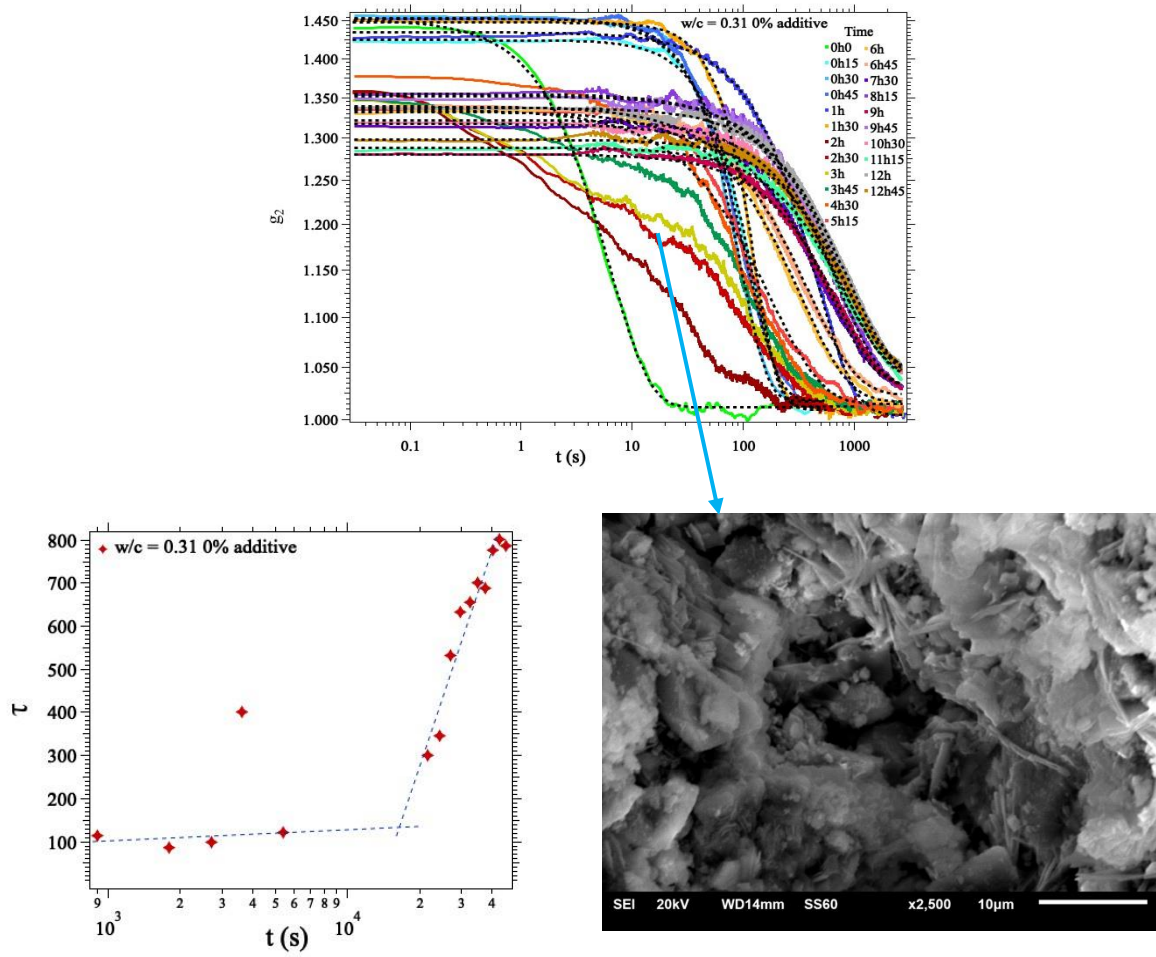 w/c = 0.31 0% additive
Time
0h0 6h
0h15 6h45
0h30 7h30
0h45 8h15
1h 9h
1h30 9h45
2h 10h30
2h30 11h15
3h 12h
3h45 12h45
4h30
5h15
1.450
1.400
1.350
1.300
1.250
1.200
1.150
1.100
1.050
1.000
g₂
0.1 1 10 100 1000
t (s)
w/c = 0.31 0% additive
800
700
600
500
400
300
200
100
τ
9 2 3 4 5 6 7 8 9 2 3 4
10³ 10⁴
t (s)
SEI 20kV WD14mm SS60 x2,500 10µm